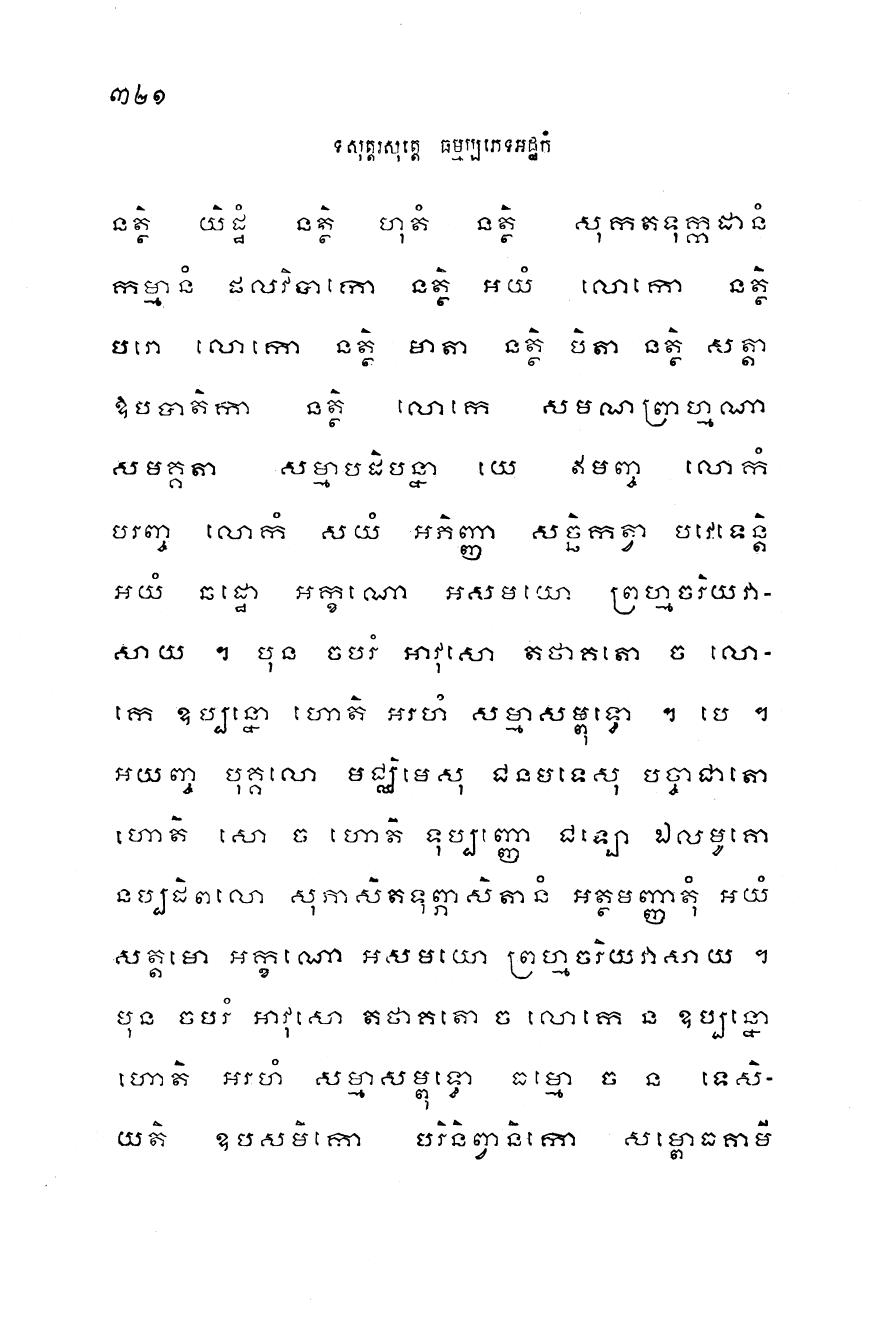 ៣២១
ទសុត្តរសុត្តេ ធម្មប្បភេទអដ្ឋកំ
នត្ថិ យិដ្ឋំ នត្ថិ ហុតំ នត្ថិ សុកតទុក្កដានំ
កម្មានំ ផលវិបាកោ នត្ថិ អយំ លោកោ នត្ថិ
បរោ លោកោ នត្ថិ មាតា នត្ថិ បិតា នត្ថិ សត្តា
ឱបបាតិកា នត្ថិ លោកេ សមណព្រាហ្មណា
សមគ្គតា សម្មាបដិបន្នា យេ ឥមញ្ច លោកំ
បរញ្ច លោកំ សយំ អភិញ្ញា សច្ឆិកត្វា បវេទេន្តិ
អយំ ឆដ្ឋោ អក្ខណោ អសមយោ ព្រហ្មចរិយវា-
សាយ ។ បុន ចបរំ អាវុសោ តថាគតោ ច លោ-
កេ ឧប្បន្នោ ហោតិ អរហំ សម្មាសម្ពុទ្ធោ ។ បេ ។
អយញ្ច បុគ្គលោ មជ្ឈិមេសុ ជនបទេសុ បច្ចាជាតោ
ហោតិ សោ ច ហោតិ ទុប្បញ្ញោ ជឡោ ឯលមូគោ
នប្បដិពលោ សុភាសិតទុព្ភាសិតានំ អត្ថមញ្ញាតុំ អយំ
សត្តមោ អក្ខណោ អសមយោ ព្រហ្មចរិយវាសាយ ។
បុន ចបរំ អាវុសោ តថាគតោ ច លោកេ ន ឧប្បន្នោ
ហោតិ អរហំ សម្មាសម្ពុទ្ធោ ធម្មោ ច ន ទេសិ-
យតិ ឧបសមិកោ បរិនិព្វានិកោ សម្ពោធគាមី